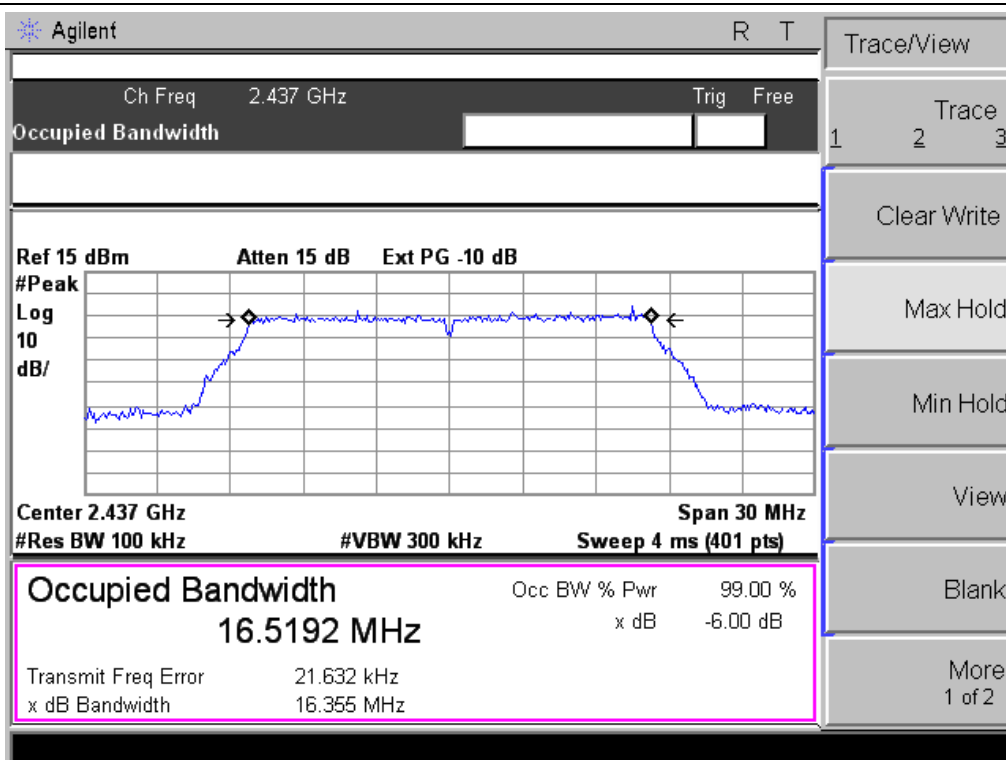 Agilent R T
Trace/View
Ch Freq 2.437 GHz Trig Free
Occupied Bandwidth
Trace
1 2 3
Clear Write
Max Hold
Min Hold
View
Blank
More
1 of 2
Ref 15 dBm Atten 15 dB Ext PG -10 dB
#Peak
Log
10
dB/
Center 2.437 GHz Span 30 MHz
#Res BW 100 kHz #VBW 300 kHz Sweep 4 ms (401 pts)
Occupied Bandwidth
16.5192 MHz
Occ BW % Pwr 99.00 %
x dB -6.00 dB
Transmit Freq Error 21.632 kHz
x dB Bandwidth 16.355 MHz